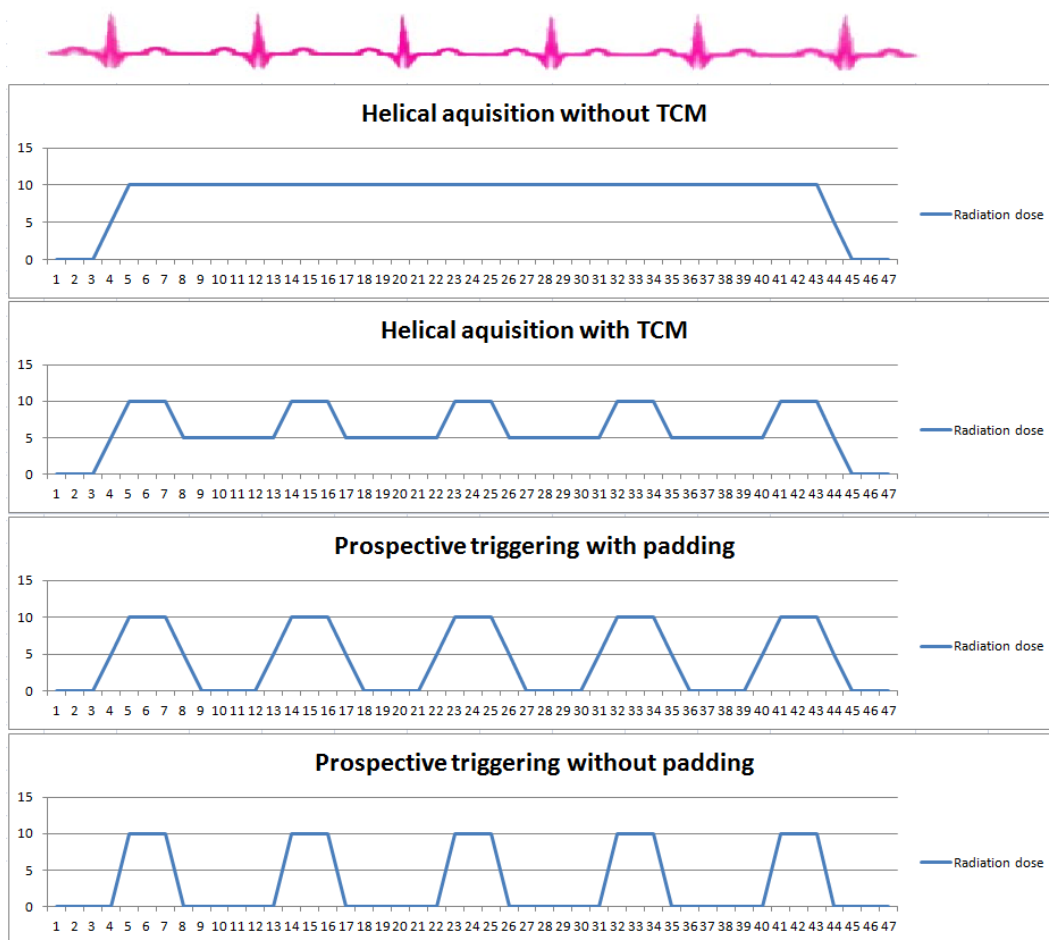 Helical aquisition without TCM
15
10
5
0
1 2 3 4 5 6 7 8 9 10 11 12 13 14 15 16 17 18 19 20 21 22 23 24 25 26 27 28 29 30 31 32 33 34 35 36 37 38 39 40 41 42 43 44 45 46 47
Radiation dose
Helical aquisition with TCM
15
10
5
0
1 2 3 4 5 6 7 8 9 10 11 12 13 14 15 16 17 18 19 20 21 22 23 24 25 26 27 28 29 30 31 32 33 34 35 36 37 38 39 40 41 42 43 44 45 46 47
Radiation dose
Prospective triggering with padding
15
10
5
0
1 2 3 4 5 6 7 8 9 10 11 12 13 14 15 16 17 18 19 20 21 22 23 24 25 26 27 28 29 30 31 32 33 34 35 36 37 38 39 40 41 42 43 44 45 46 47
Radiation dose
Prospective triggering without padding
15
10
5
0
1 2 3 4 5 6 7 8 9 10 11 12 13 14 15 16 17 18 19 20 21 22 23 24 25 26 27 28 29 30 31 32 33 34 35 36 37 38 39 40 41 42 43 44 45 46 47
Radiation dose